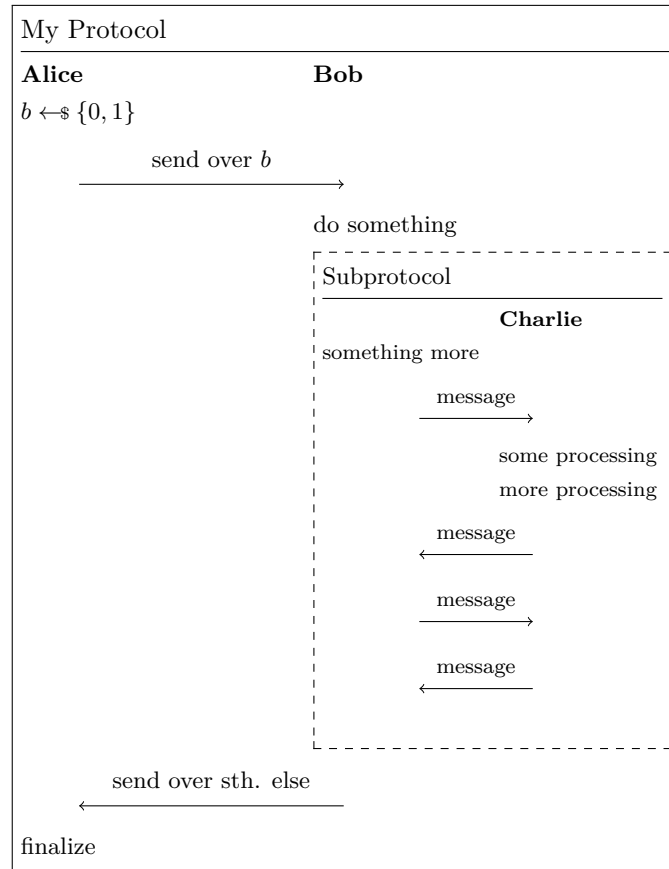 My Protocol
Alice Bob
b ←$ {0, 1}
send over b
do something
Subprotocol
Charlie
something more
message
some processing
more processing
message
message
message
send over sth. else
finalize